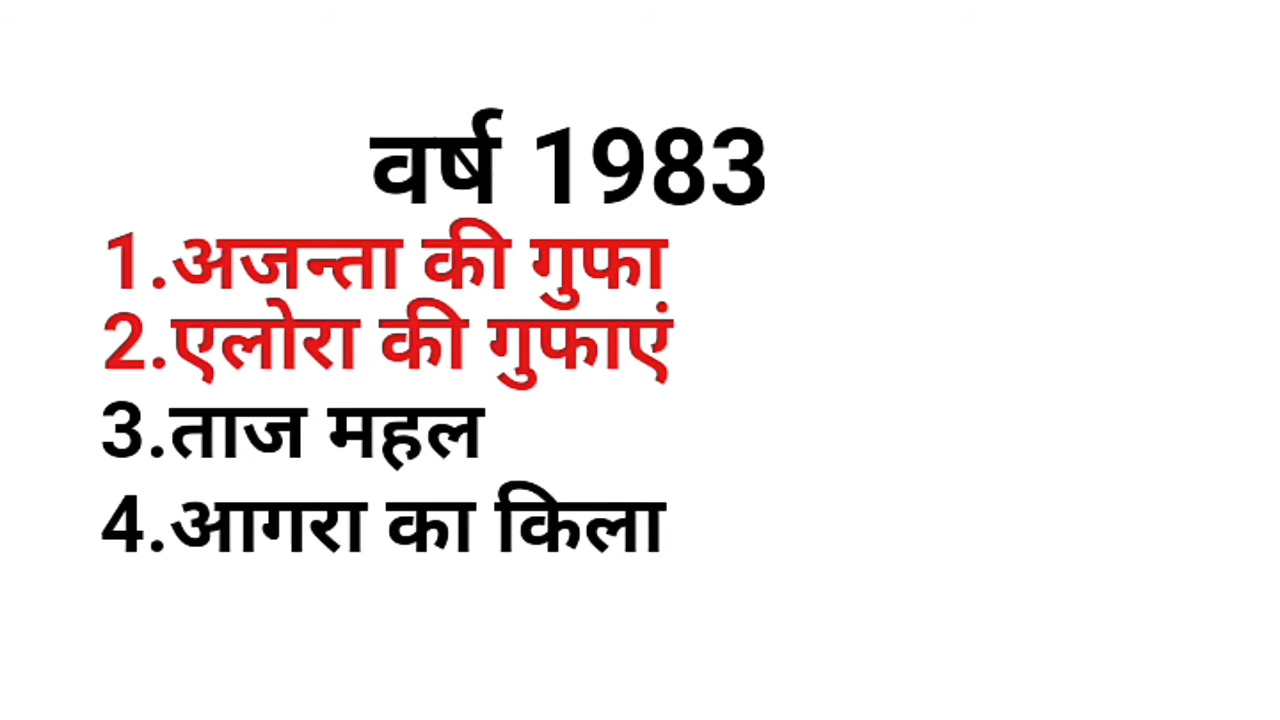 वर्ष 1983
1.अजन्ता की गुफा
2.एलोरा की गुफाएं
3.ताज महल
4.आगरा का किला